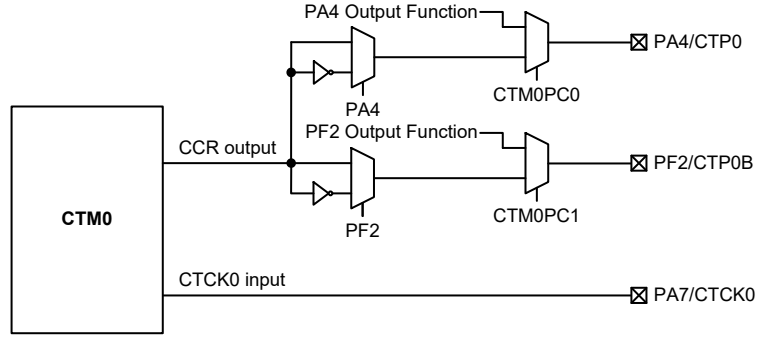 PA4 Output Function
PA4/CTP0
CTM0PC0
PA4
PF2 Output Function
CCR output
PF2/CTP0B
CTM0
CTM0PC1
PF2
CTCK0 input
PA7/CTCK0